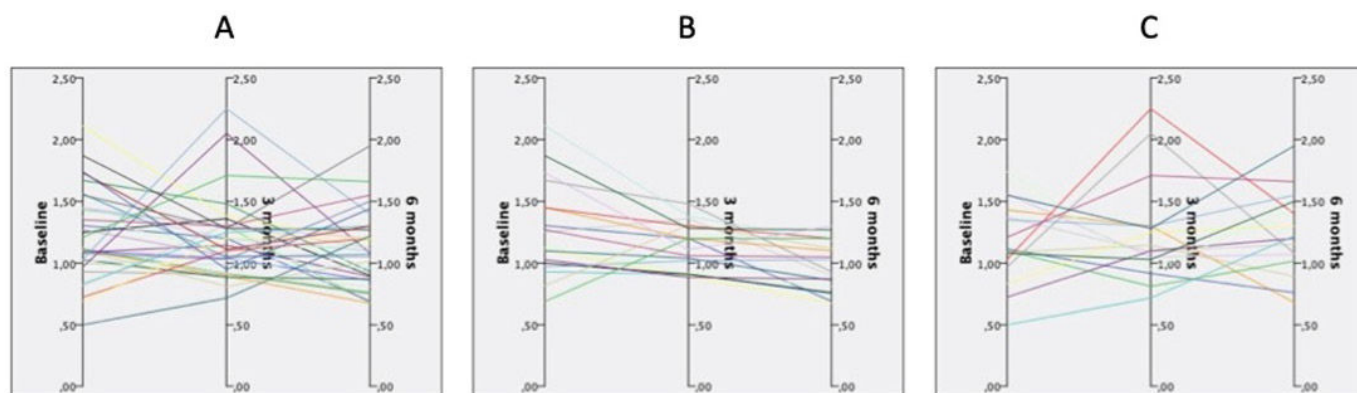 A B C
2,50 2,50 2,50 2,50 2,50 2,50 2,50 2,50 2,50
2,00 2,00 2,00 2,00 2,00 2,00 2,00 2,00 2,00
1,50 1,50 1,50 1,50 1,50 1,50 1,50 1,50 1,50
Baseline 3 months 6 months Baseline 3 months 6 months Baseline 3 months 6 months
1,00 1,00 1,00 1,00 1,00 1,00 1,00 1,00 1,00
,50 ,50 ,50 ,50 ,50 ,50 ,50 ,50 ,50
,00 ,00 ,00 ,00 ,00 ,00 ,00 ,00 ,00